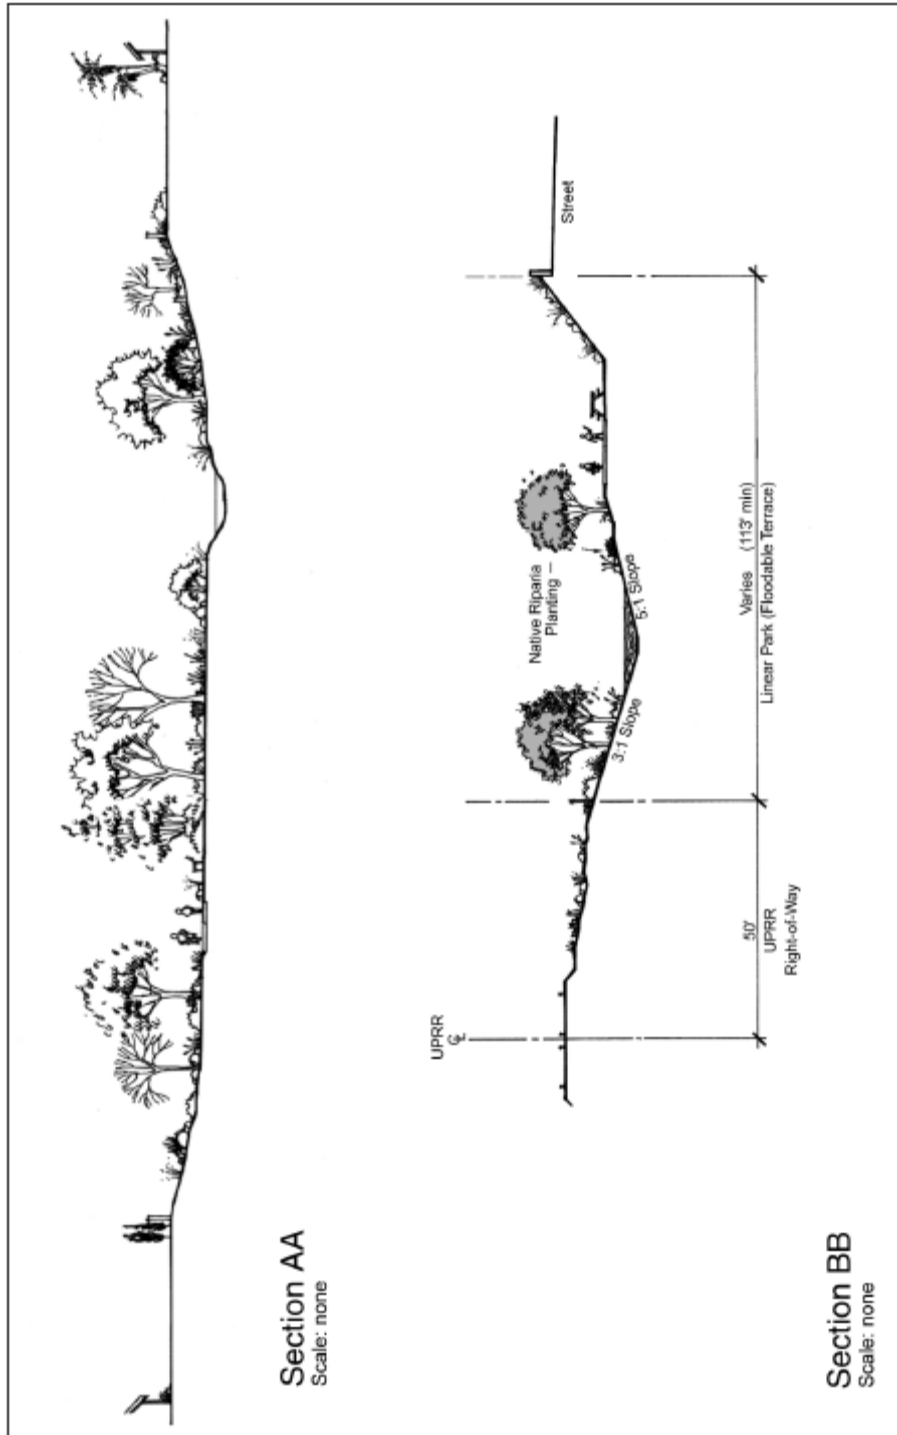 Section AA
Scale: none
UPRR
CL
Native Riparia
Planting
Street
3:1 Slope
5:1 Slope
50'
UPRR
Right-of-Way
Varies (113' min)
Linear Park (Floodable Terrace)
Section BB
Scale: none